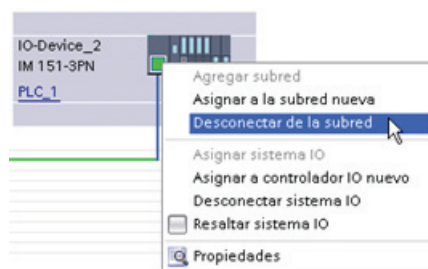 IO-Device_2
IM 151-3PN
PLC_1
Agregar subred
Asignar a la subred nueva
Desconectar de la subred
Asignar sistema IO
Asignar a controlador IO nuevo
Desconectar sistema IO
Resaltar sistema IO
Propiedades